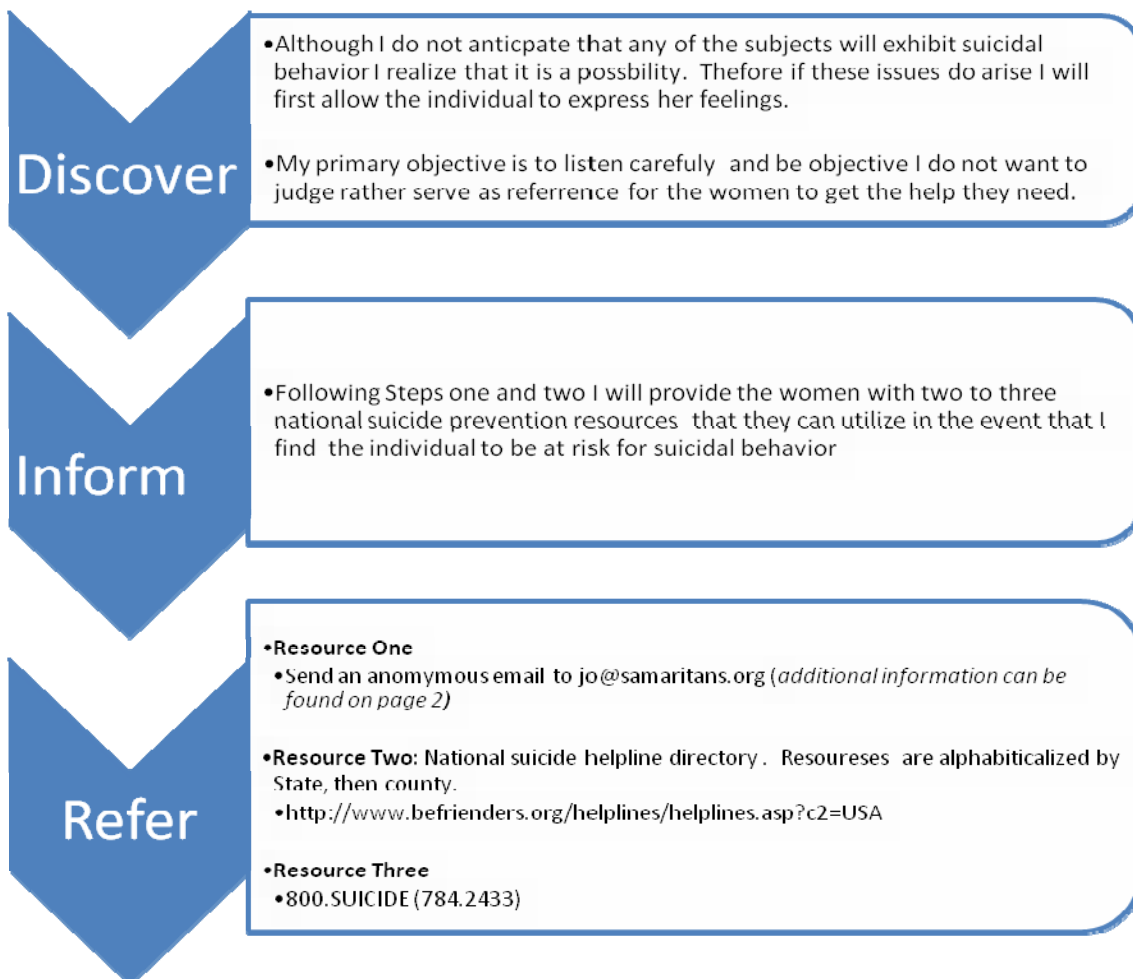 Discover
•Although I do not anticpate that any of the subjects will exhibit suicidal
behavior I realize that it is a possbility. Thefore if these issues do arise I will
first allow the individual to express her feelings.
•My primary objective is to listen carefuly and be objective I do not want to
judge rather serve as referrence for the women to get the help they need.
Inform
•Following Steps one and two I will provide the women with two to three
national suicide prevention resources that they can utilize in the event that I
find the individual to be at risk for suicidal behavior
Refer
•Resource One
•Send an anomymous email to jo@samaritans.org (additional information can be
found on page 2)
•Resource Two: National suicide helpline directory. Resoureses are alphabiticalized by
State, then county.
•http://www.befrienders.org/helplines/helplines.asp?c2=USA
•Resource Three
•800.SUICIDE (784.2433)